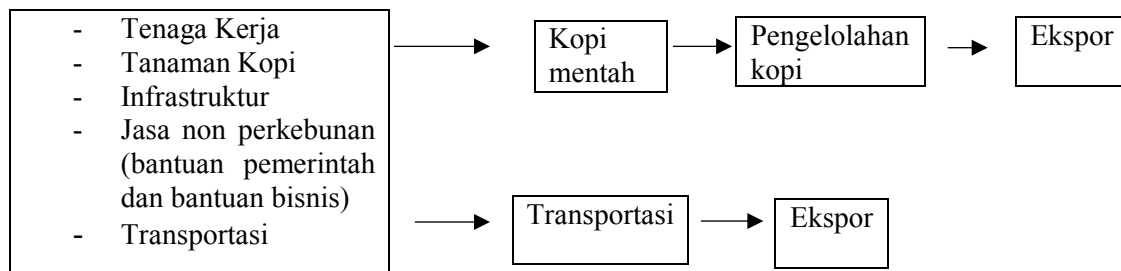 - Tenaga Kerja
- Tanaman Kopi
- Infrastruktur
- Jasa non perkebunan
(bantuan pemerintah
dan bantuan bisnis)
- Transportasi
Kopi
mentah
Pengelolahan
kopi
Ekspor
Transportasi
Ekspor